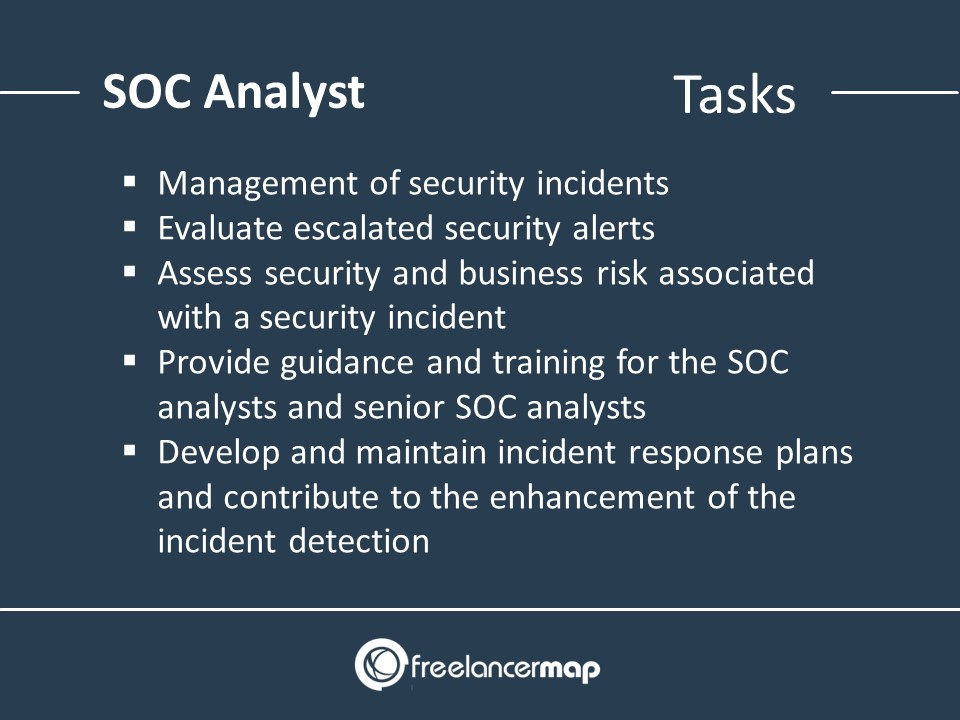 SOC Analyst Tasks
▪ Management of security incidents
▪ Evaluate escalated security alerts
▪ Assess security and business risk associated
with a security incident
▪ Provide guidance and training for the SOC
analysts and senior SOC analysts
▪ Develop and maintain incident response plans
and contribute to the enhancement of the
incident detection
freelancermap